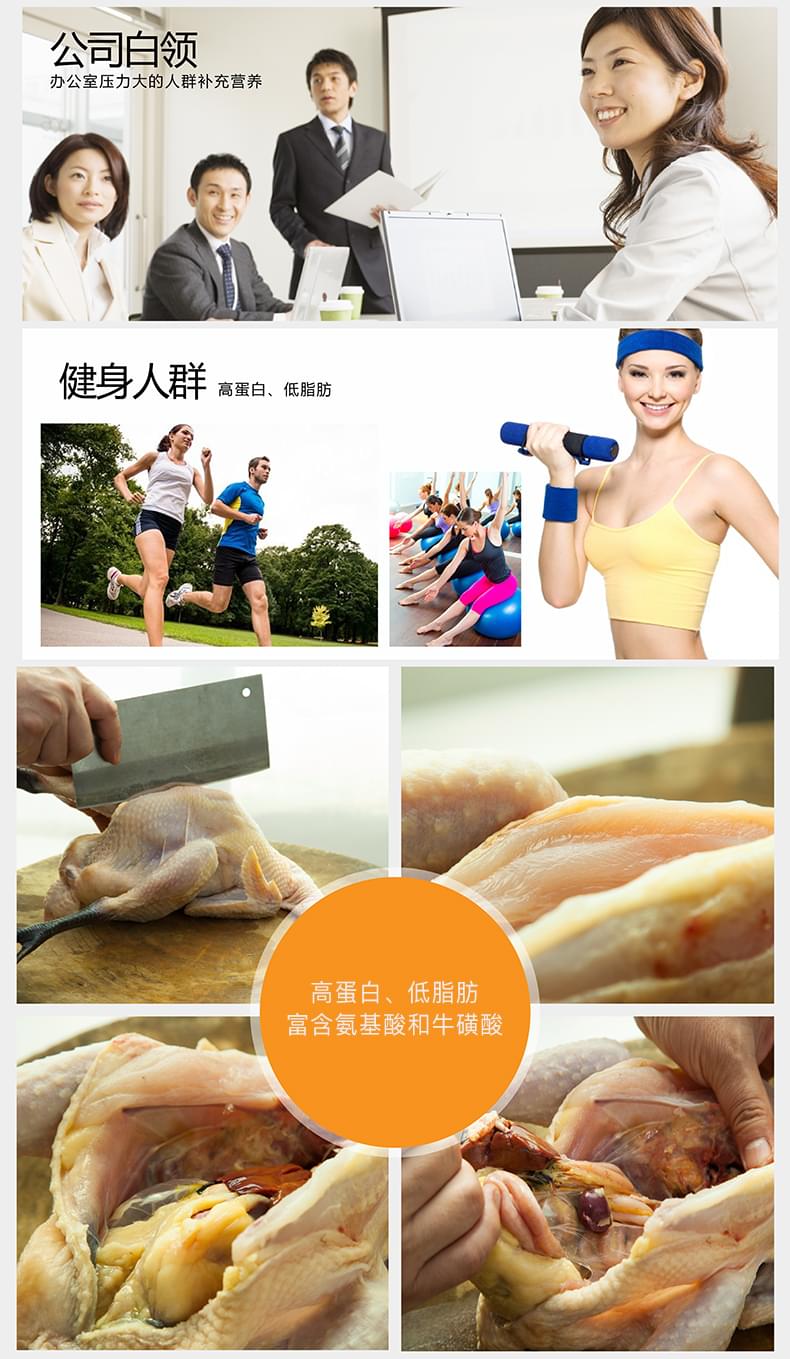 公司白领
办公室压力大的人群补充营养
健身人群 高蛋白、低脂肪
高蛋白、低脂肪
富含氨基酸和牛磺酸